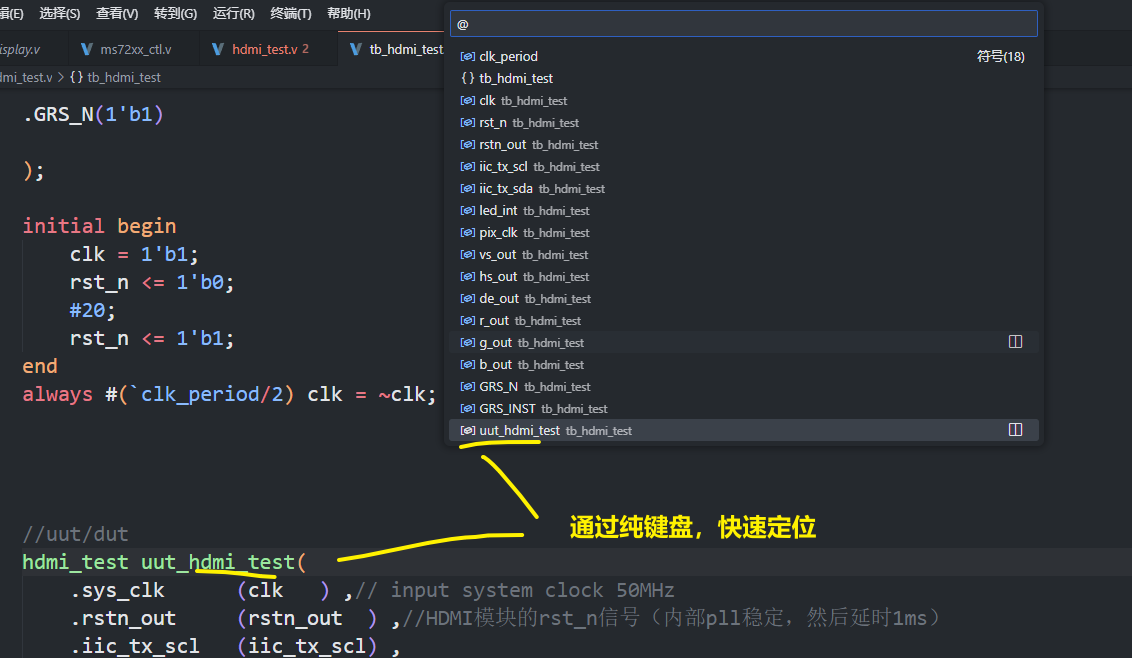 辑(E) 选择(S) 查看(V) 转到(G) 运行(R) 终端(T) 帮助(H)
isplay.v ms72xx_ctl.v hdmi_test.v 2 tb_hdmi_test
dmi_test.v > {} tb_hdmi_test
@
clk_period 符号(18)
{} tb_hdmi_test
clk tb_hdmi_test
rst_n tb_hdmi_test
rstn_out tb_hdmi_test
iic_tx_scl tb_hdmi_test
iic_tx_sda tb_hdmi_test
led_int tb_hdmi_test
pix_clk tb_hdmi_test
vs_out tb_hdmi_test
hs_out tb_hdmi_test
de_out tb_hdmi_test
r_out tb_hdmi_test
g_out tb_hdmi_test
b_out tb_hdmi_test
GRS_N tb_hdmi_test
GRS_INST tb_hdmi_test
uut_hdmi_test tb_hdmi_test
.GRS_N(1'b1)
);
initial begin
clk = 1'b1;
rst_n <= 1'b0;
#20;
rst_n <= 1'b1;
end
always #(`clk_period/2) clk = ~clk;
通过纯键盘，快速定位
//uut/dut
hdmi_test uut_hdmi_test(
.sys_clk (clk ) ,// input system clock 50MHz
.rstn_out (rstn_out ) ,//HDMI模块的rst_n信号（内部pll稳定，然后延时1ms）
.iic_tx_scl (iic_tx_scl) ,